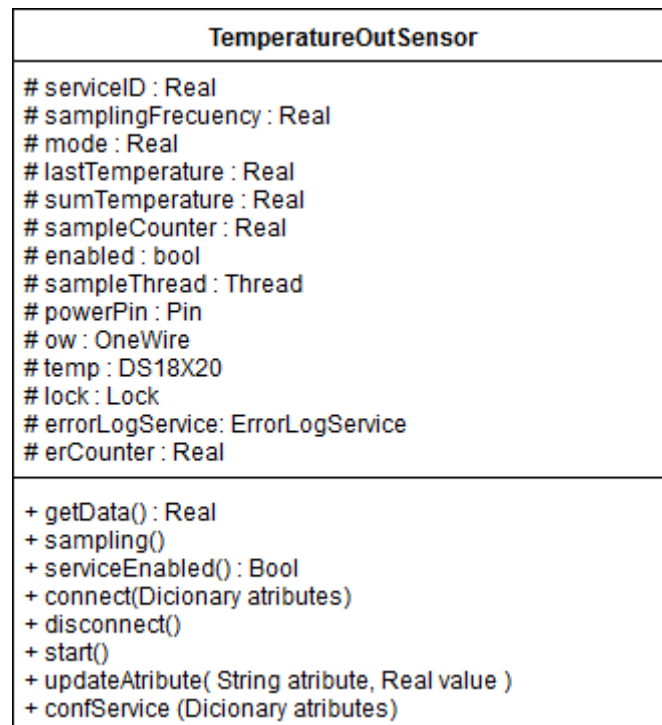 TemperatureOutSensor
# serviceID : Real
# samplingFrecuency : Real
# mode : Real
# lastTemperature : Real
# sumTemperature : Real
# sampleCounter : Real
# enabled : bool
# sampleThread : Thread
# powerPin : Pin
# ow : OneWire
# temp : DS18X20
# lock : Lock
# errorLogService: ErrorLogService
# erCounter : Real
+ getData() : Real
+ sampling()
+ serviceEnabled() : Bool
+ connect(Dicionary atributes)
+ disconnect()
+ start()
+ updateAtribute( String atribute, Real value )
+ confService (Dicionary atributes)